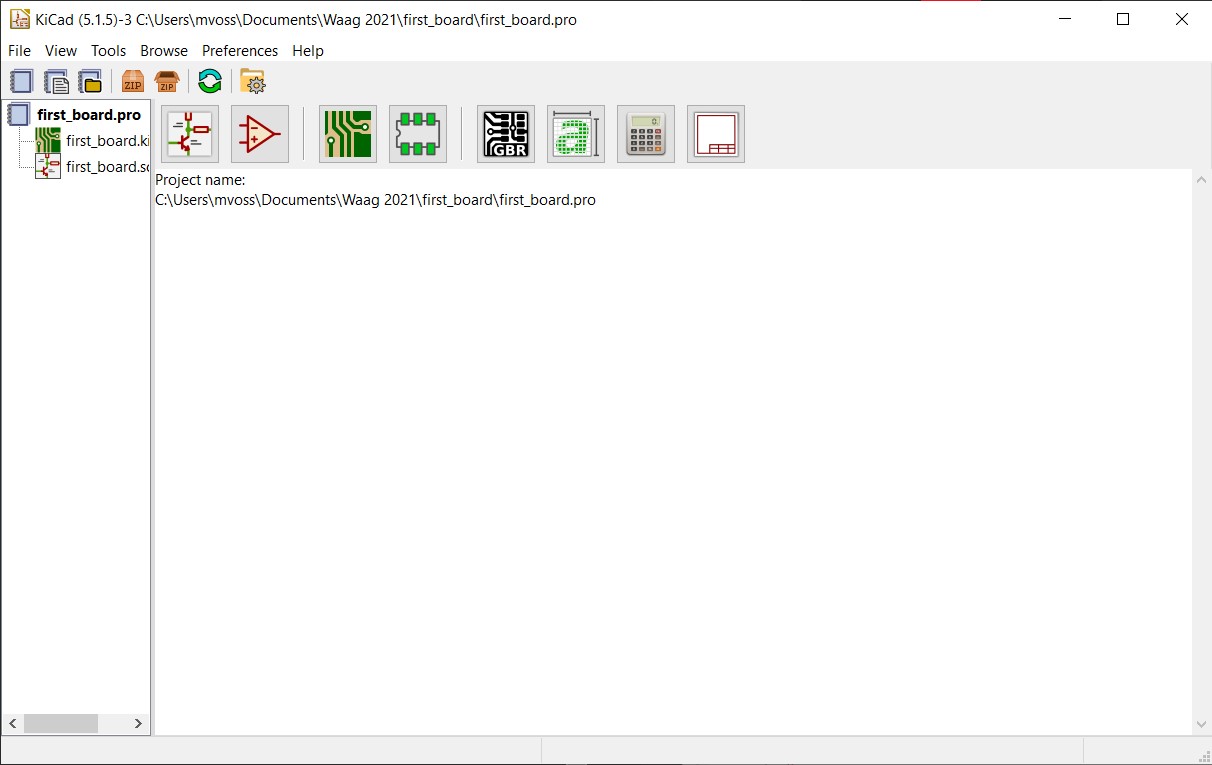 KiCad (5.1.5)-3 C:\Users\mvoss\Documents\Waag 2021\first_board\first_board.pro
File View Tools Browse Preferences Help
ZIP ZIP
first_board.pro
first_board.ki
first_board.sc
GBR
a
0.
Project name:
C:\Users\mvoss\Documents\Waag 2021\first_board\first_board.pro